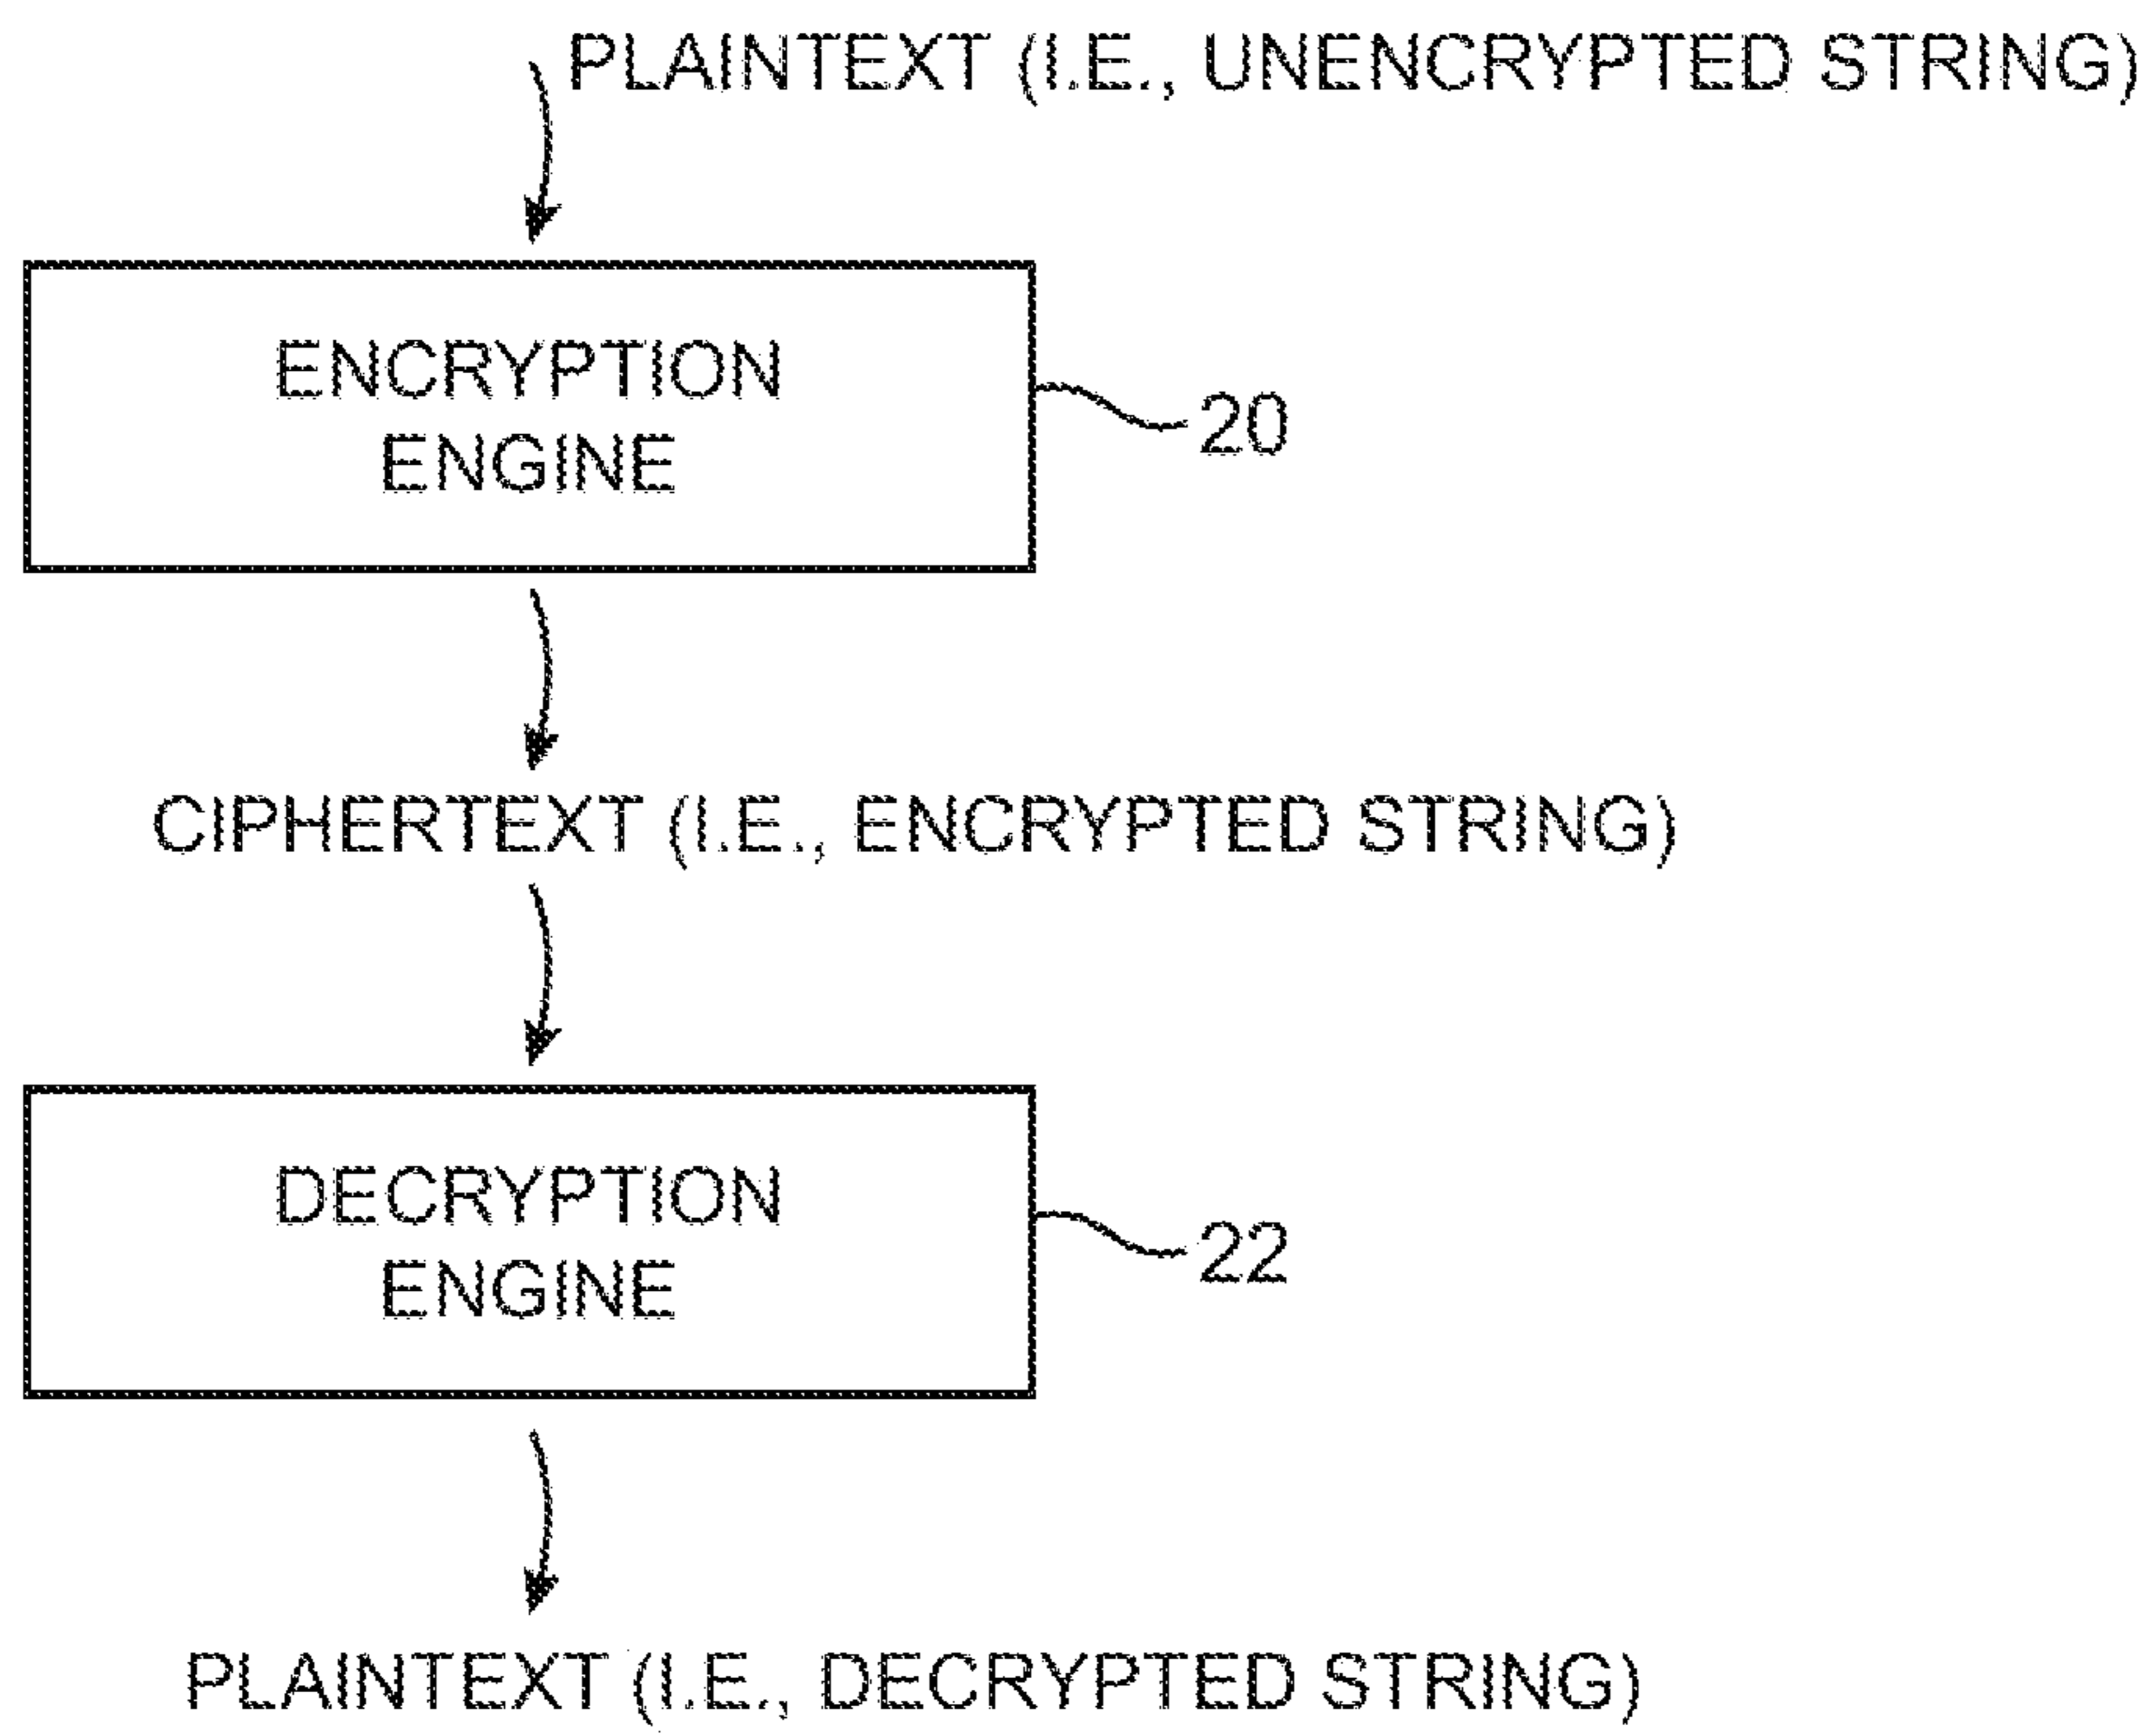 PLAINTEXT (I.E., UNENCRYPTED STRING)
ENCRYPTION
ENGINE
20
CIPHERTEXT (I.E., ENCRYPTED STRING)
DECRYPTION
ENGINE
22
PLAINTEXT (I.E., DECRYPTED STRING)